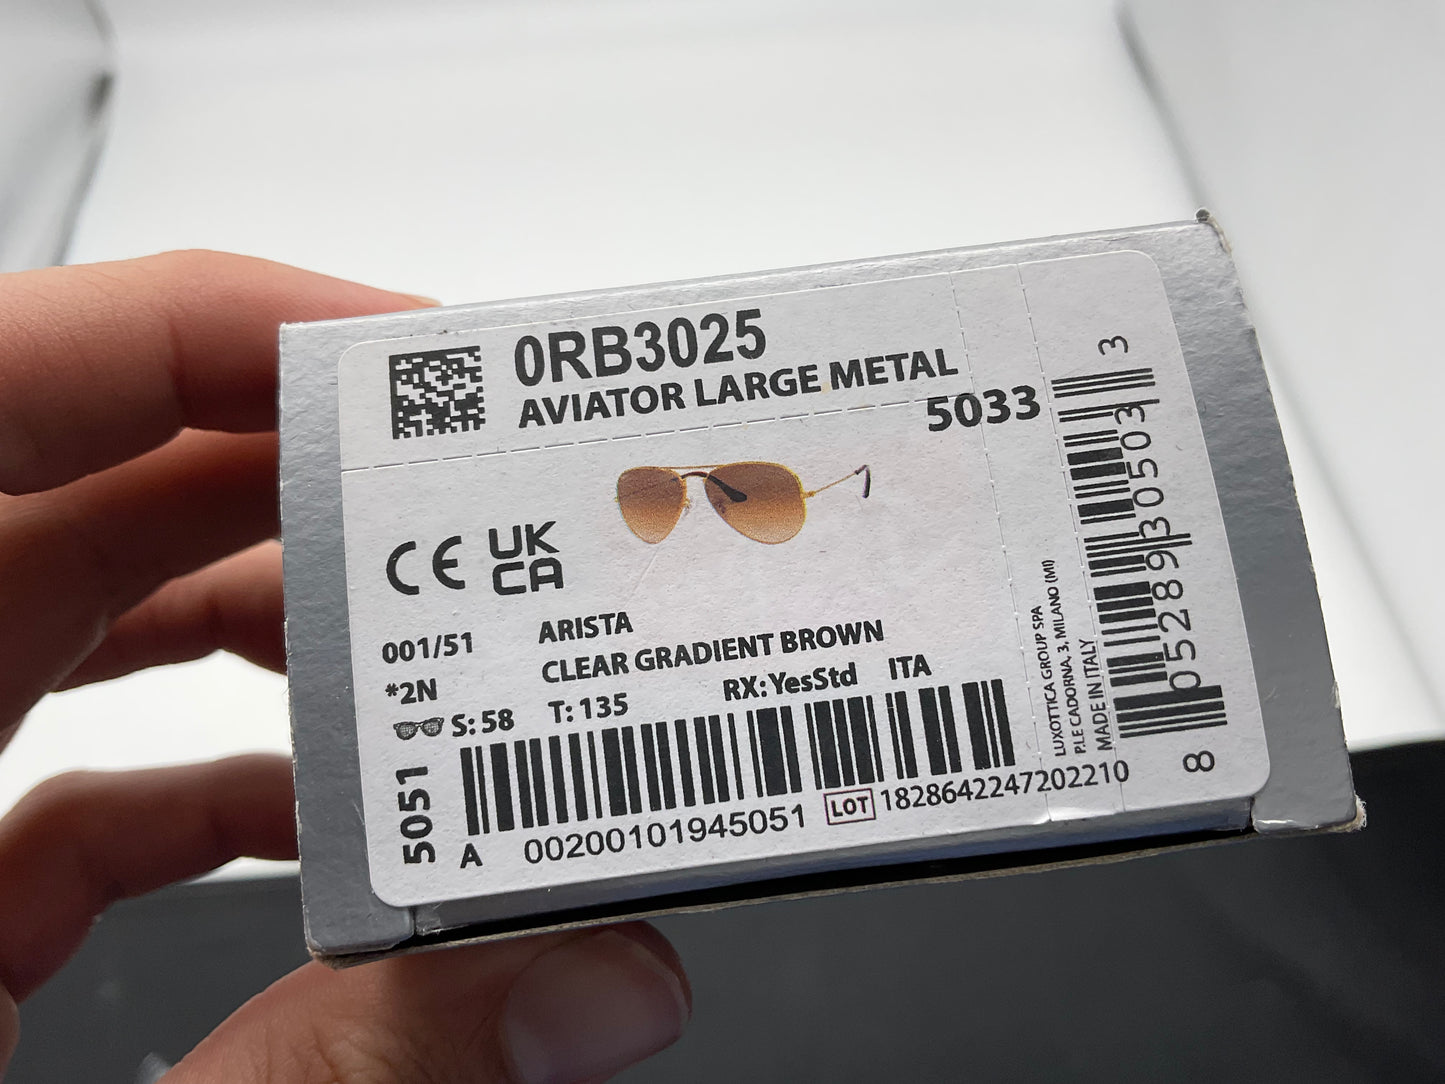 0RB3025
AVIATOR LARGE METAL
5033
CE UK
CA
001/51 ARISTA
CLEAR GRADIENT BROWN
*2N
S: 58 T: 135 RX: YesStd ITA
5051
A 00200101945051 LOT 1828642247202210
LUXOTTICA GROUP SPA
P.LE CADORNA, 3, MILANO (MI)
MADE IN ITALY
8 052893 305033